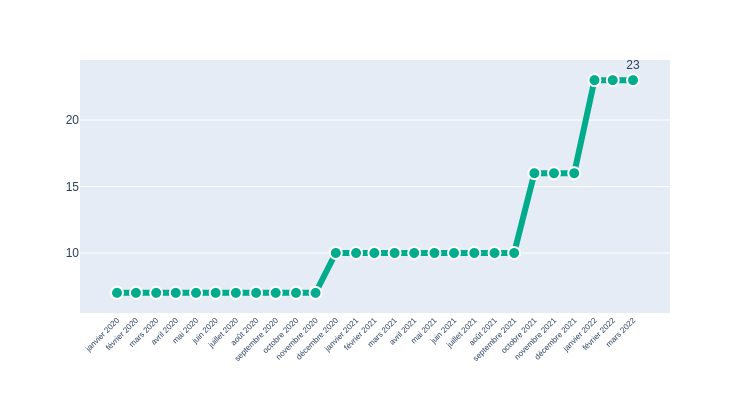 23
20
15
10
janvier 2020
février 2020
mars 2020
avril 2020
mai 2020
juin 2020
juillet 2020
août 2020
septembre 2020
octobre 2020
novembre 2020
décembre 2020
janvier 2021
février 2021
mars 2021
avril 2021
mai 2021
juin 2021
juillet 2021
août 2021
septembre 2021
octobre 2021
novembre 2021
décembre 2021
janvier 2022
février 2022
mars 2022